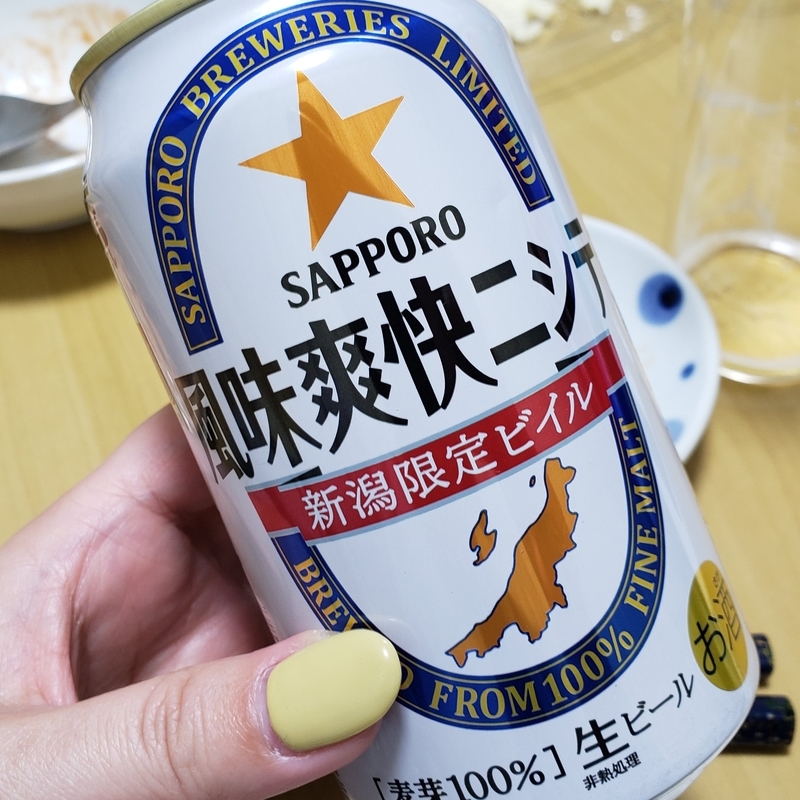 SAPPORO BREWERIES LIMITED
SAPPORO
風味爽快ニシテ
新潟限定ビイル
FROM 100% FINE MALT
お酒
[麦芽100%] 生ビール
非熱処理